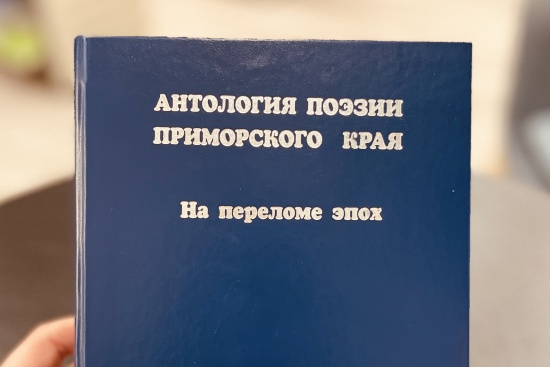 АНТОЛОГИЯ ПОЭЗИИ
ПРИМОРСКОГО КРАЯ
На переломе эпох